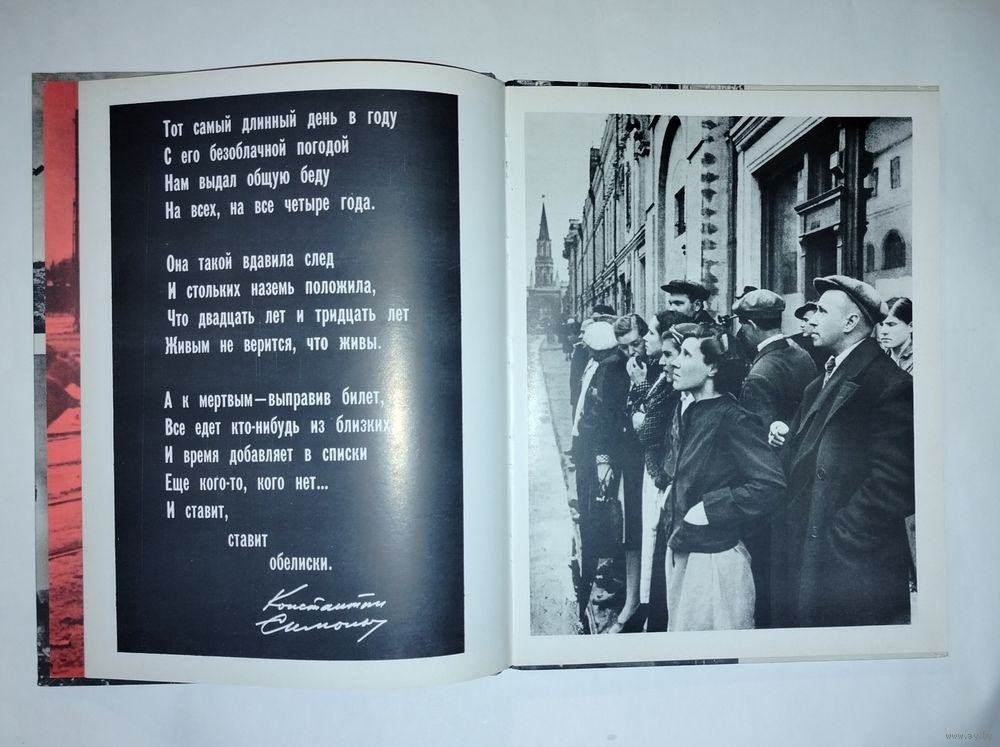 Тот самый длинный день в году
С его безоблачной погодой
Нам выдал общую беду
На всех, на все четыре года.
Она такой вдавила след
И стольких наземь положила,
Что двадцать лет и тридцать лет
Живым не верится, что живы.
А к мертвым—выправив билет,
Все едет кто-нибудь из близких,
И время добавляет в списки
Еще кого-то, кого нет...
И ставит,
ставит
обелиски.
Константин
Симонов
www.ay.by